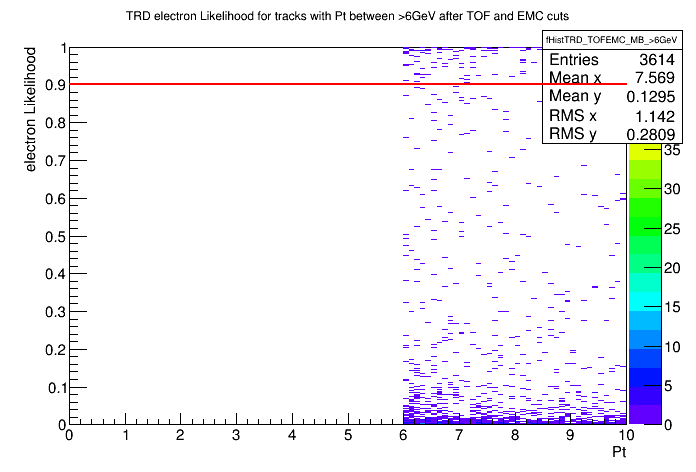 TRD electron Likelihood for tracks with Pt between >6GeV after TOF and EMC cuts
fHistTRD_TOFEMC_MB_>6GeV
Entries 3614
Mean x 7.569
Mean y 0.1295
RMS x 1.142
RMS y 0.2809
electron Likelihood
1
0.9
0.8
0.7
0.6
0.5
0.4
0.3
0.2
0.1
0
0 1 2 3 4 5 6 7 8 9 10
Pt
35
30
25
20
15
10
5
0